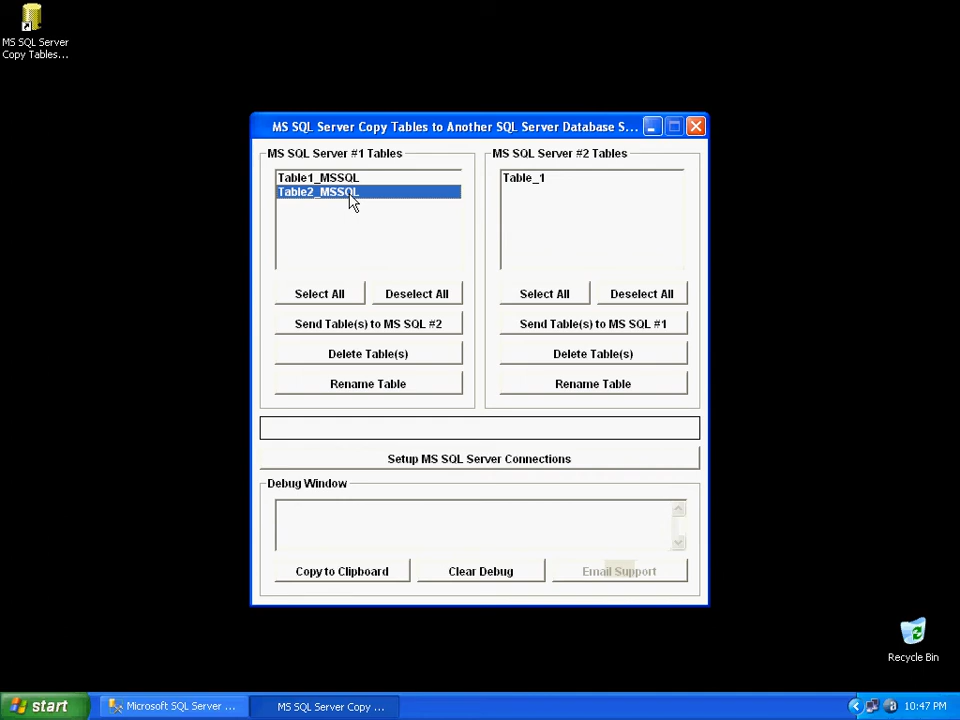 MS SQL Server
Copy Tables...
MS SQL Server Copy Tables to Another SQL Server Database S...
MS SQL Server #1 Tables
MS SQL Server #2 Tables
Table1_MSSQL
Table2_MSSQL
Table_1
Select All
Deselect All
Select All
Deselect All
Send Table(s) to MS SQL #2
Send Table(s) to MS SQL #1
Delete Table(s)
Delete Table(s)
Rename Table
Rename Table
Setup MS SQL Server Connections
Debug Window
Copy to Clipboard
Clear Debug
Email Support
Recycle Bin
start
Microsoft SQL Server ...
MS SQL Server Copy ...
10:47 PM